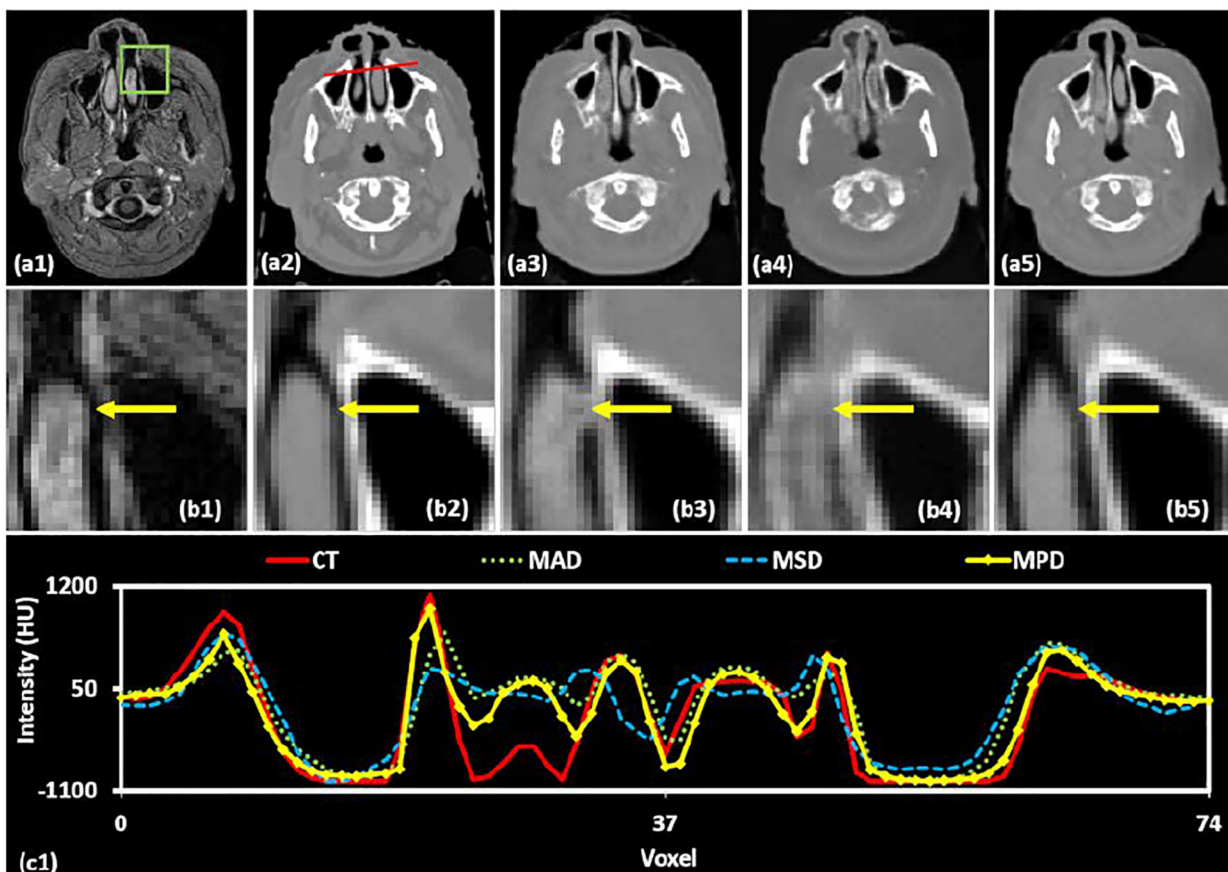 (a1) (a2) (a3) (a4) (a5)
(b1) (b2) (b3) (b4) (b5)
CT MAD MSD MPD
Intensity (HU)
1200
50
-1100
0 37 74
Voxel
(c1)